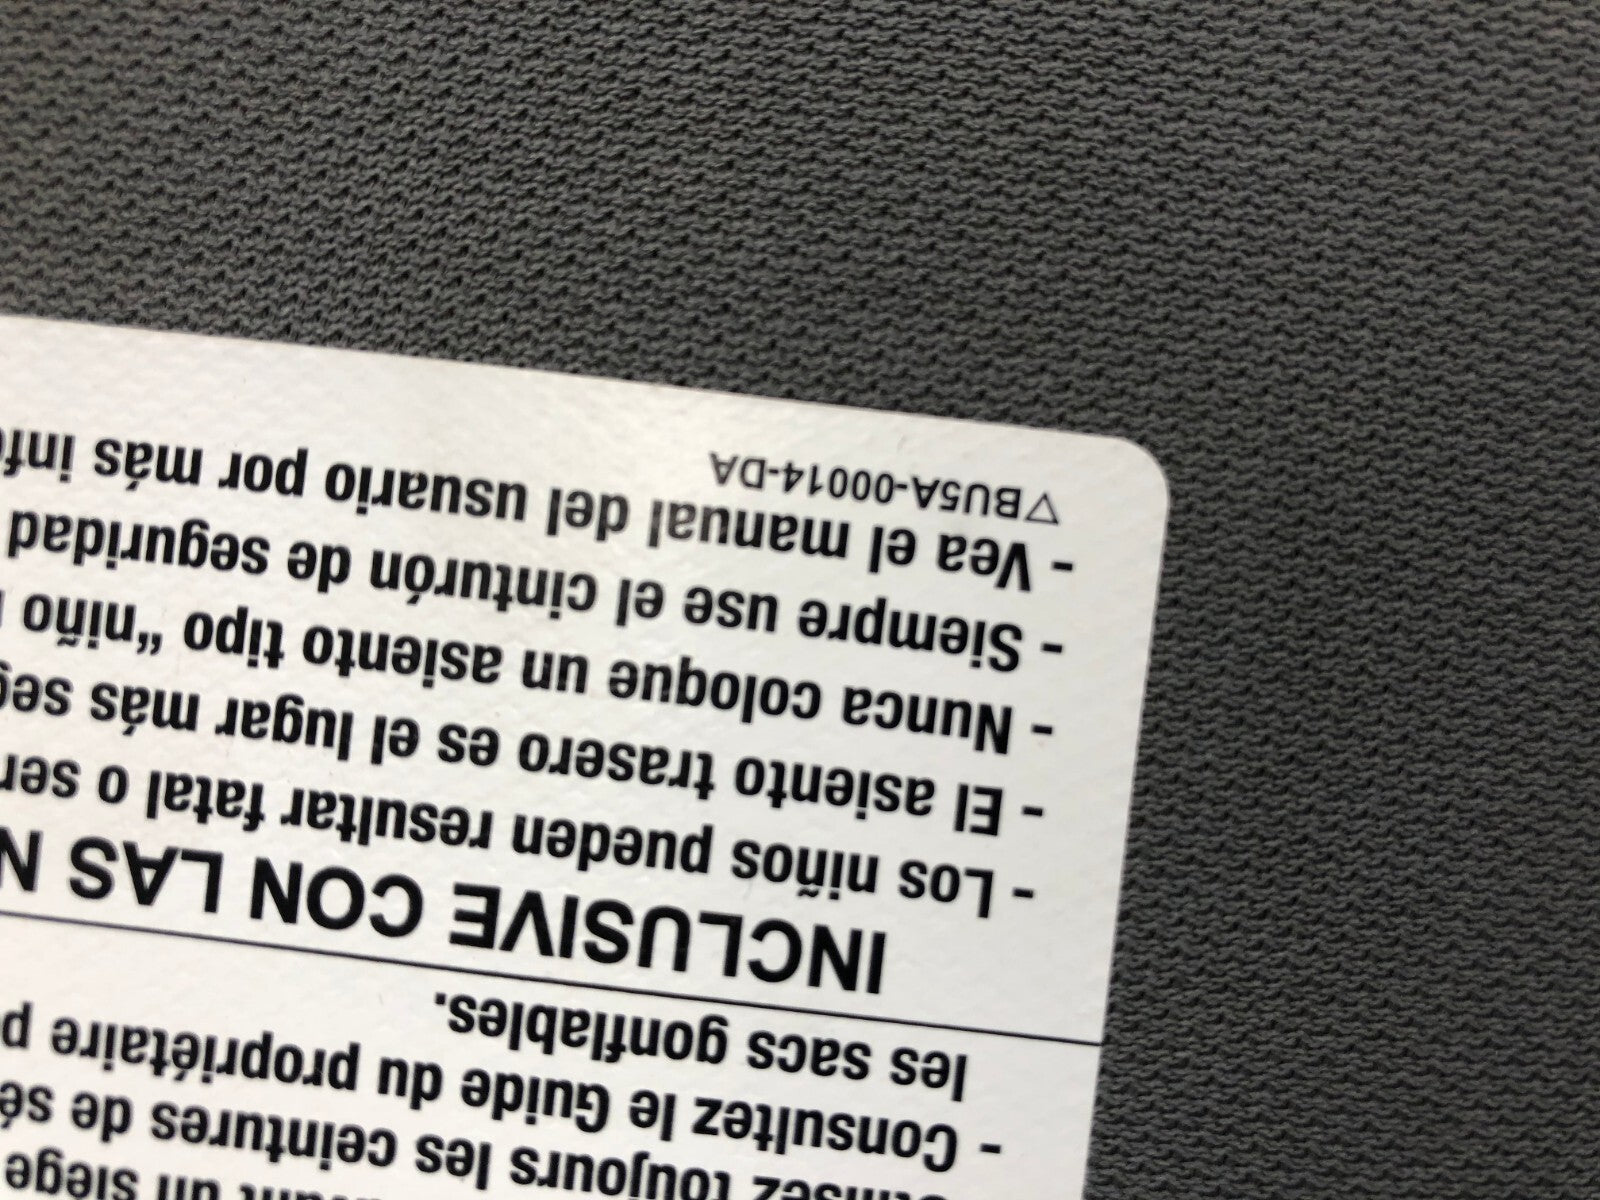 les ceintures de
- Consultez le Guide du propriétaire
les sacs gonflables.
INCLUSIVE CON LAS
- Los niños pueden resultar fatal o
- El asiento trasero es el lugar más
- Nunca coloque un asiento tipo "niño
- Siempre use el cinturón de seguridad
- Vea el manual del usuario por más
▽BU5A-00014-DA